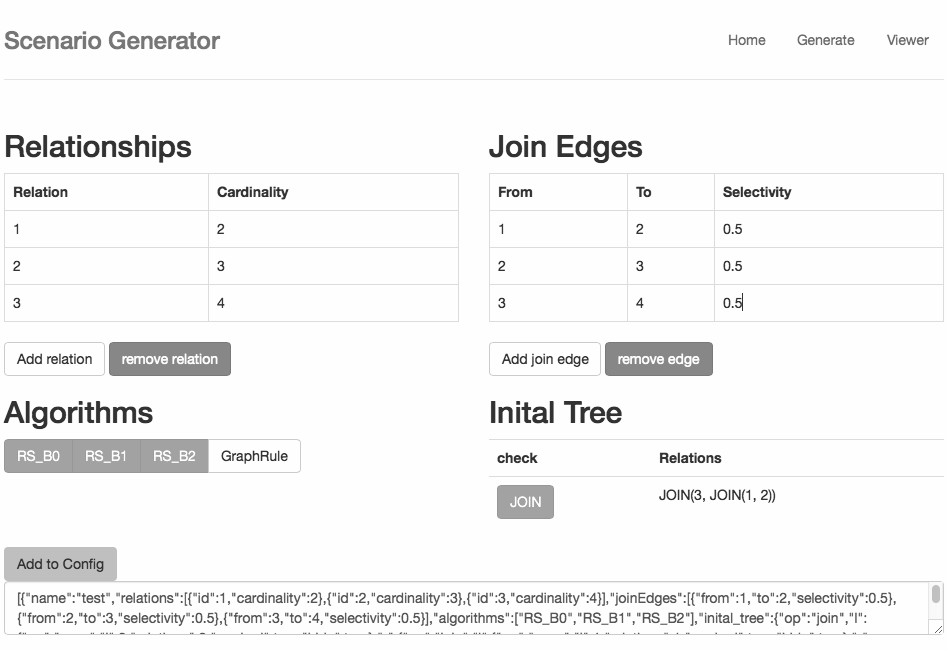 Scenario Generator
Home Generate Viewer
Relationships
Relation Cardinality
1 2
2 3
3 4
Add relation remove relation
Join Edges
From To Selectivity
1 2 0.5
2 3 0.5
3 4 0.5
Add join edge remove edge
Algorithms
RS_B0 RS_B1 RS_B2 GraphRule
Inital Tree
check Relations
JOIN JOIN(3, JOIN(1, 2))
Add to Config
[{"name":"test","relations":[{"id":1,"cardinality":2},{"id":2,"cardinality":3},{"id":3,"cardinality":4}],"joinEdges":[{"from":1,"to":2,"selectivity":0.5},
{"from":2,"to":3,"selectivity":0.5},{"from":3,"to":4,"selectivity":0.5}],"algorithms":["RS_B0","RS_B1","RS_B2"],"inital_tree":{"op":"join","l":